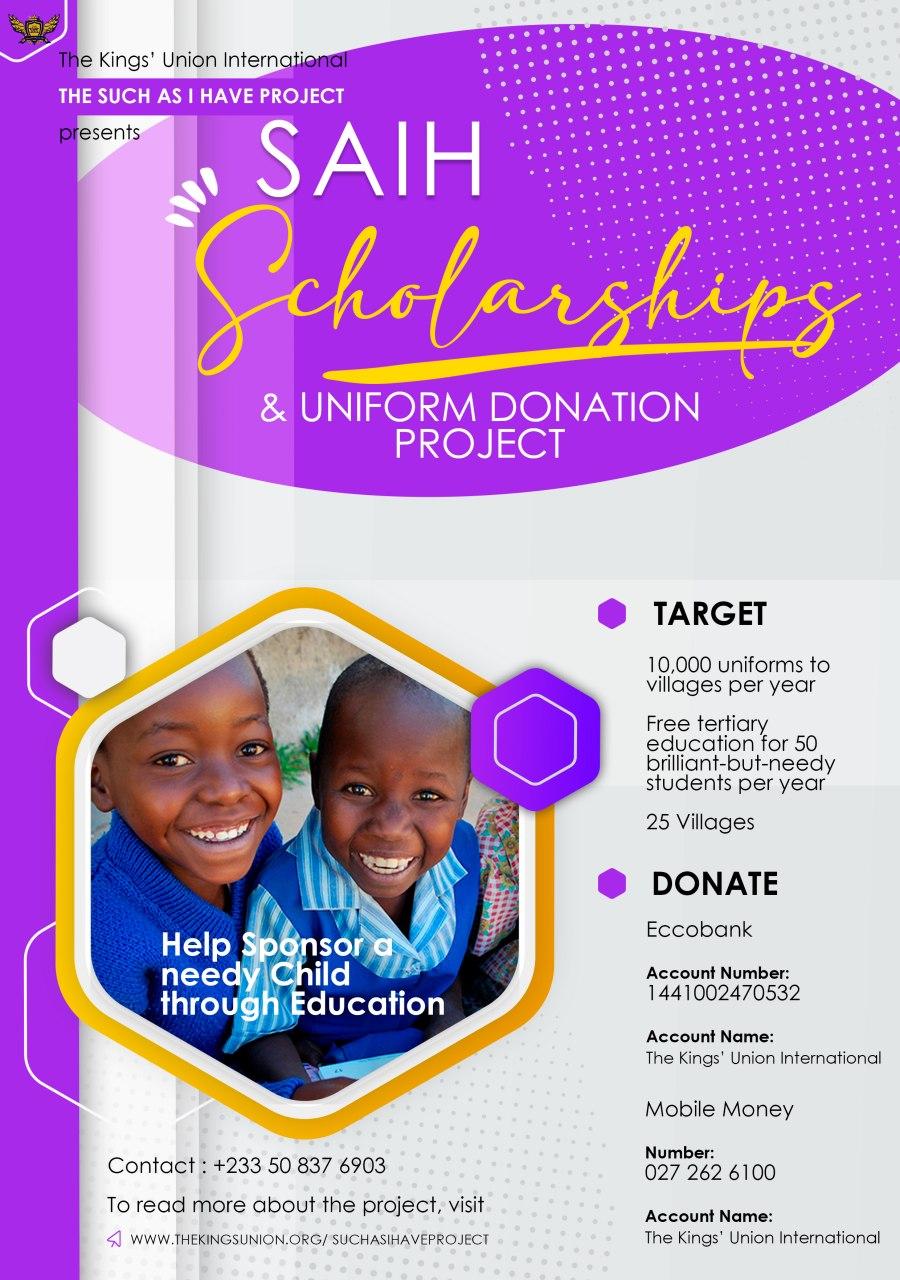 The Kings' Union International
THE SUCH AS I HAVE PROJECT
presents
SAIH
Scholarships
& UNIFORM DONATION
PROJECT
TARGET
10,000 uniforms to
villages per year
Free tertiary
education for 50
brilliant-but-needy
students per year
25 Villages
DONATE
Eccobank
Account Number:
1441002470532
Account Name:
The Kings' Union International
Mobile Money
Number:
027 262 6100
Account Name:
The Kings' Union International
Help Sponsor a
needy Child
through Education
Contact : +233 50 837 6903
To read more about the project, visit
WWW.THEKINGSUNION.ORG/ SUCHASIHAVEPROJECT